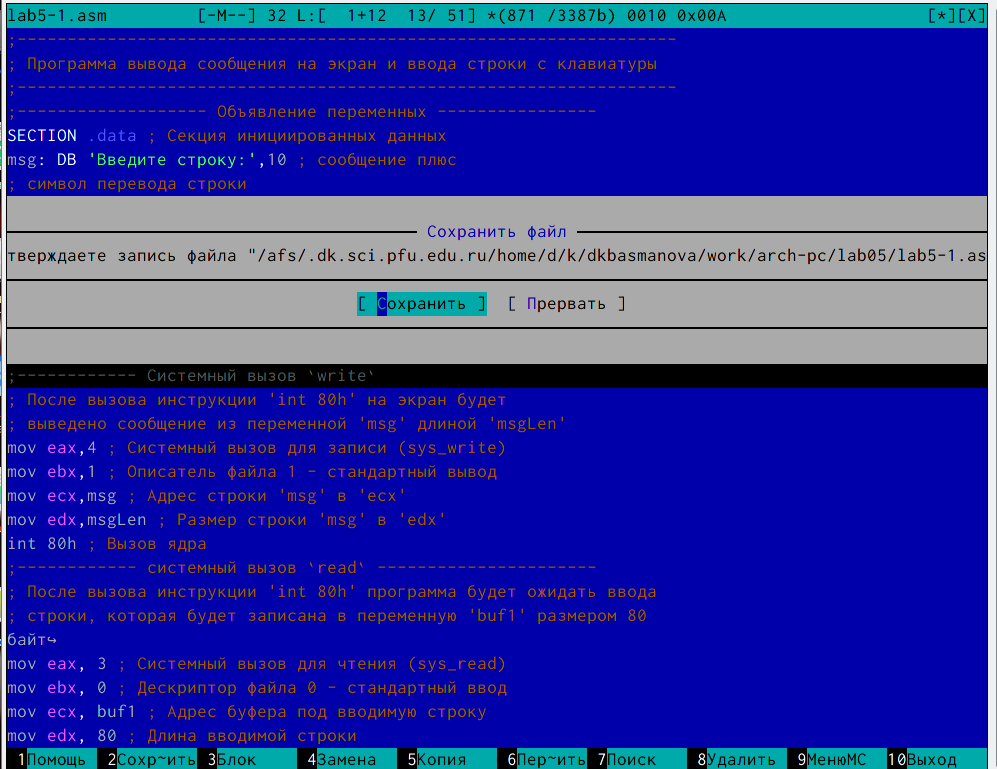 lab5-1.asm [-M--] 32 L:[ 1+12 13/ 51] *(871 /3387b) 0010 0x00A [*][X]
;------------------------------------------------------------------
; Программа вывода сообщения на экран и ввода строки с клавиатуры
;------------------------------------------------------------------
;------------------- Объявление переменных ----------------
SECTION .data ; Секция инициированных данных
msg: DB 'Введите строку:',10 ; сообщение плюс
; символ перевода строки
Сохранить файл
тверждаете запись файла "/afs/.dk.sci.pfu.edu.ru/home/d/k/dkbasmanova/work/arch-pc/lab05/lab5-1.as
[ Сохранить ] [ Прервать ]
;------------ Системный вызов `write`
; После вызова инструкции 'int 80h' на экран будет
; выведено сообщение из переменной 'msg' длиной 'msgLen'
mov eax,4 ; Системный вызов для записи (sys_write)
mov ebx,1 ; Описатель файла 1 - стандартный вывод
mov ecx,msg ; Адрес строки 'msg' в 'ecx'
mov edx,msgLen ; Размер строки 'msg' в 'edx'
int 80h ; Вызов ядра
;------------ системный вызов `read` ----------------------
; После вызова инструкции 'int 80h' программа будет ожидать ввода
; строки, которая будет записана в переменную 'buf1' размером 80
байт↪
mov eax, 3 ; Системный вызов для чтения (sys_read)
mov ebx, 0 ; Дескриптор файла 0 - стандартный ввод
mov ecx, buf1 ; Адрес буфера под вводимую строку
mov edx, 80 ; Длина вводимой строки
1Помощь 2Сохр~ить 3Блок 4Замена 5Копия 6Пер~ить 7Поиск 8Удалить 9МенюМС 10Выход